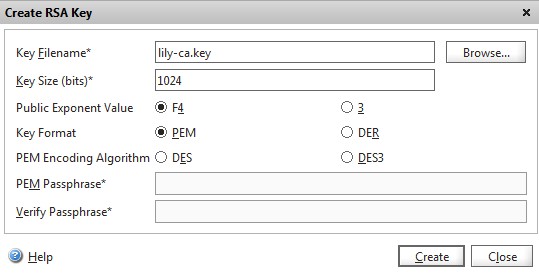 Create RSA Key
Key Filename* lily-ca.key Browse...
Key Size (bits)* 1024
Public Exponent Value F4 3
Key Format PEM DER
PEM Encoding Algorithm DES DES3
PEM Passphrase*
Verify Passphrase*
Help Create Close